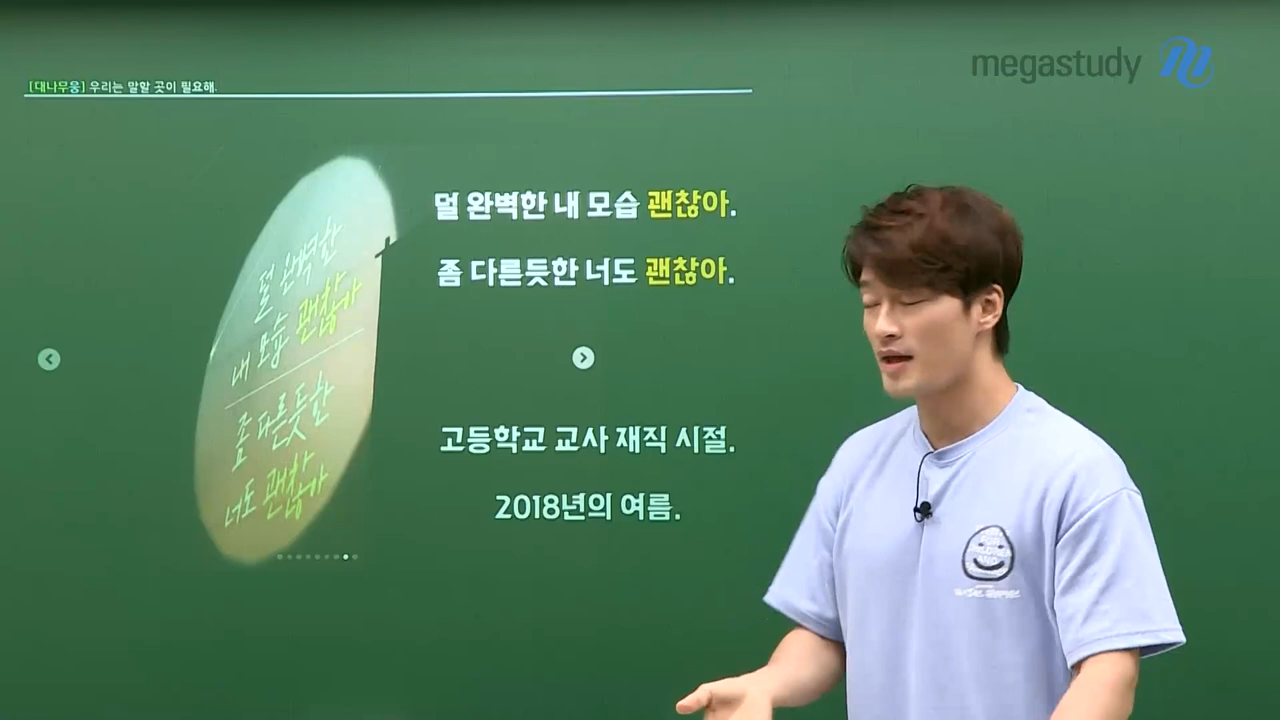 megastudy
[대나무웅] 우리는 말할 곳이 필요해.
덜 완벽한
내 모습 괜찮아
좀 다른듯한
너도 괜찮아
덜 완벽한 내 모습 괜찮아.
좀 다른듯한 너도 괜찮아.
고등학교 교사 재직 시절.
2018년의 여름.